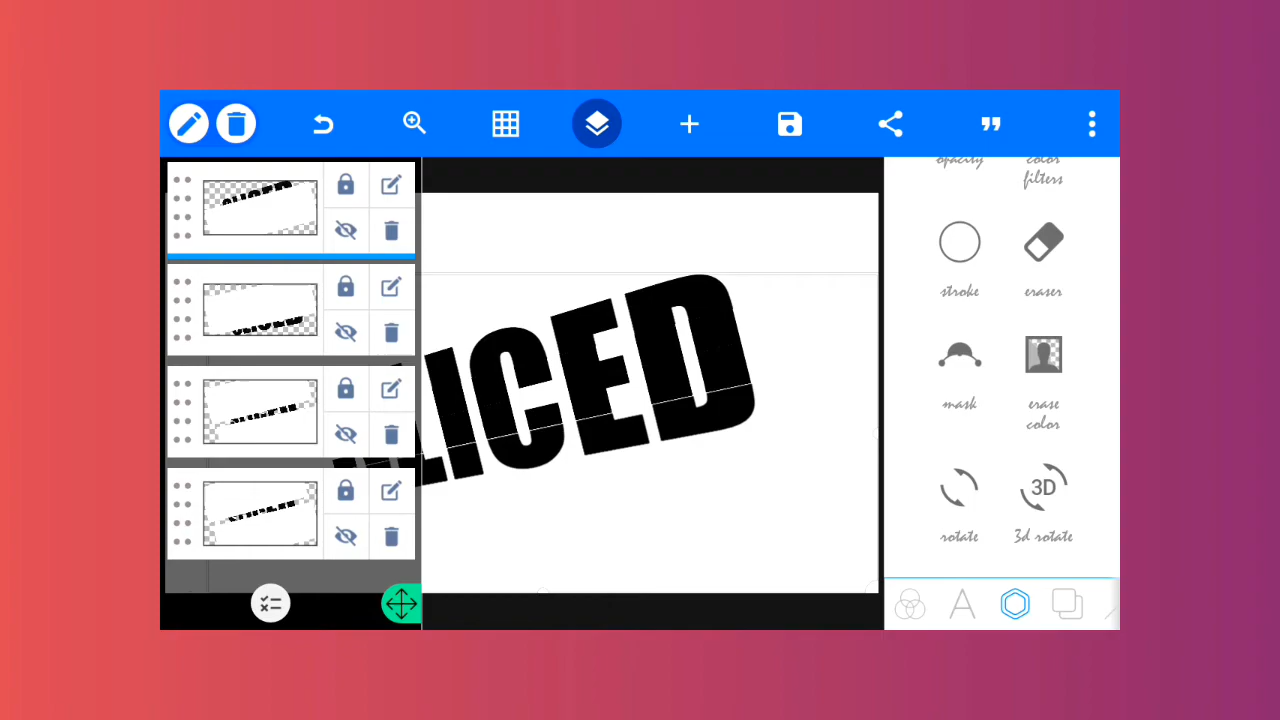 opacity
color
filters
stroke
eraser
mask
erase
color
3D
rotate
3d rotate
LICED